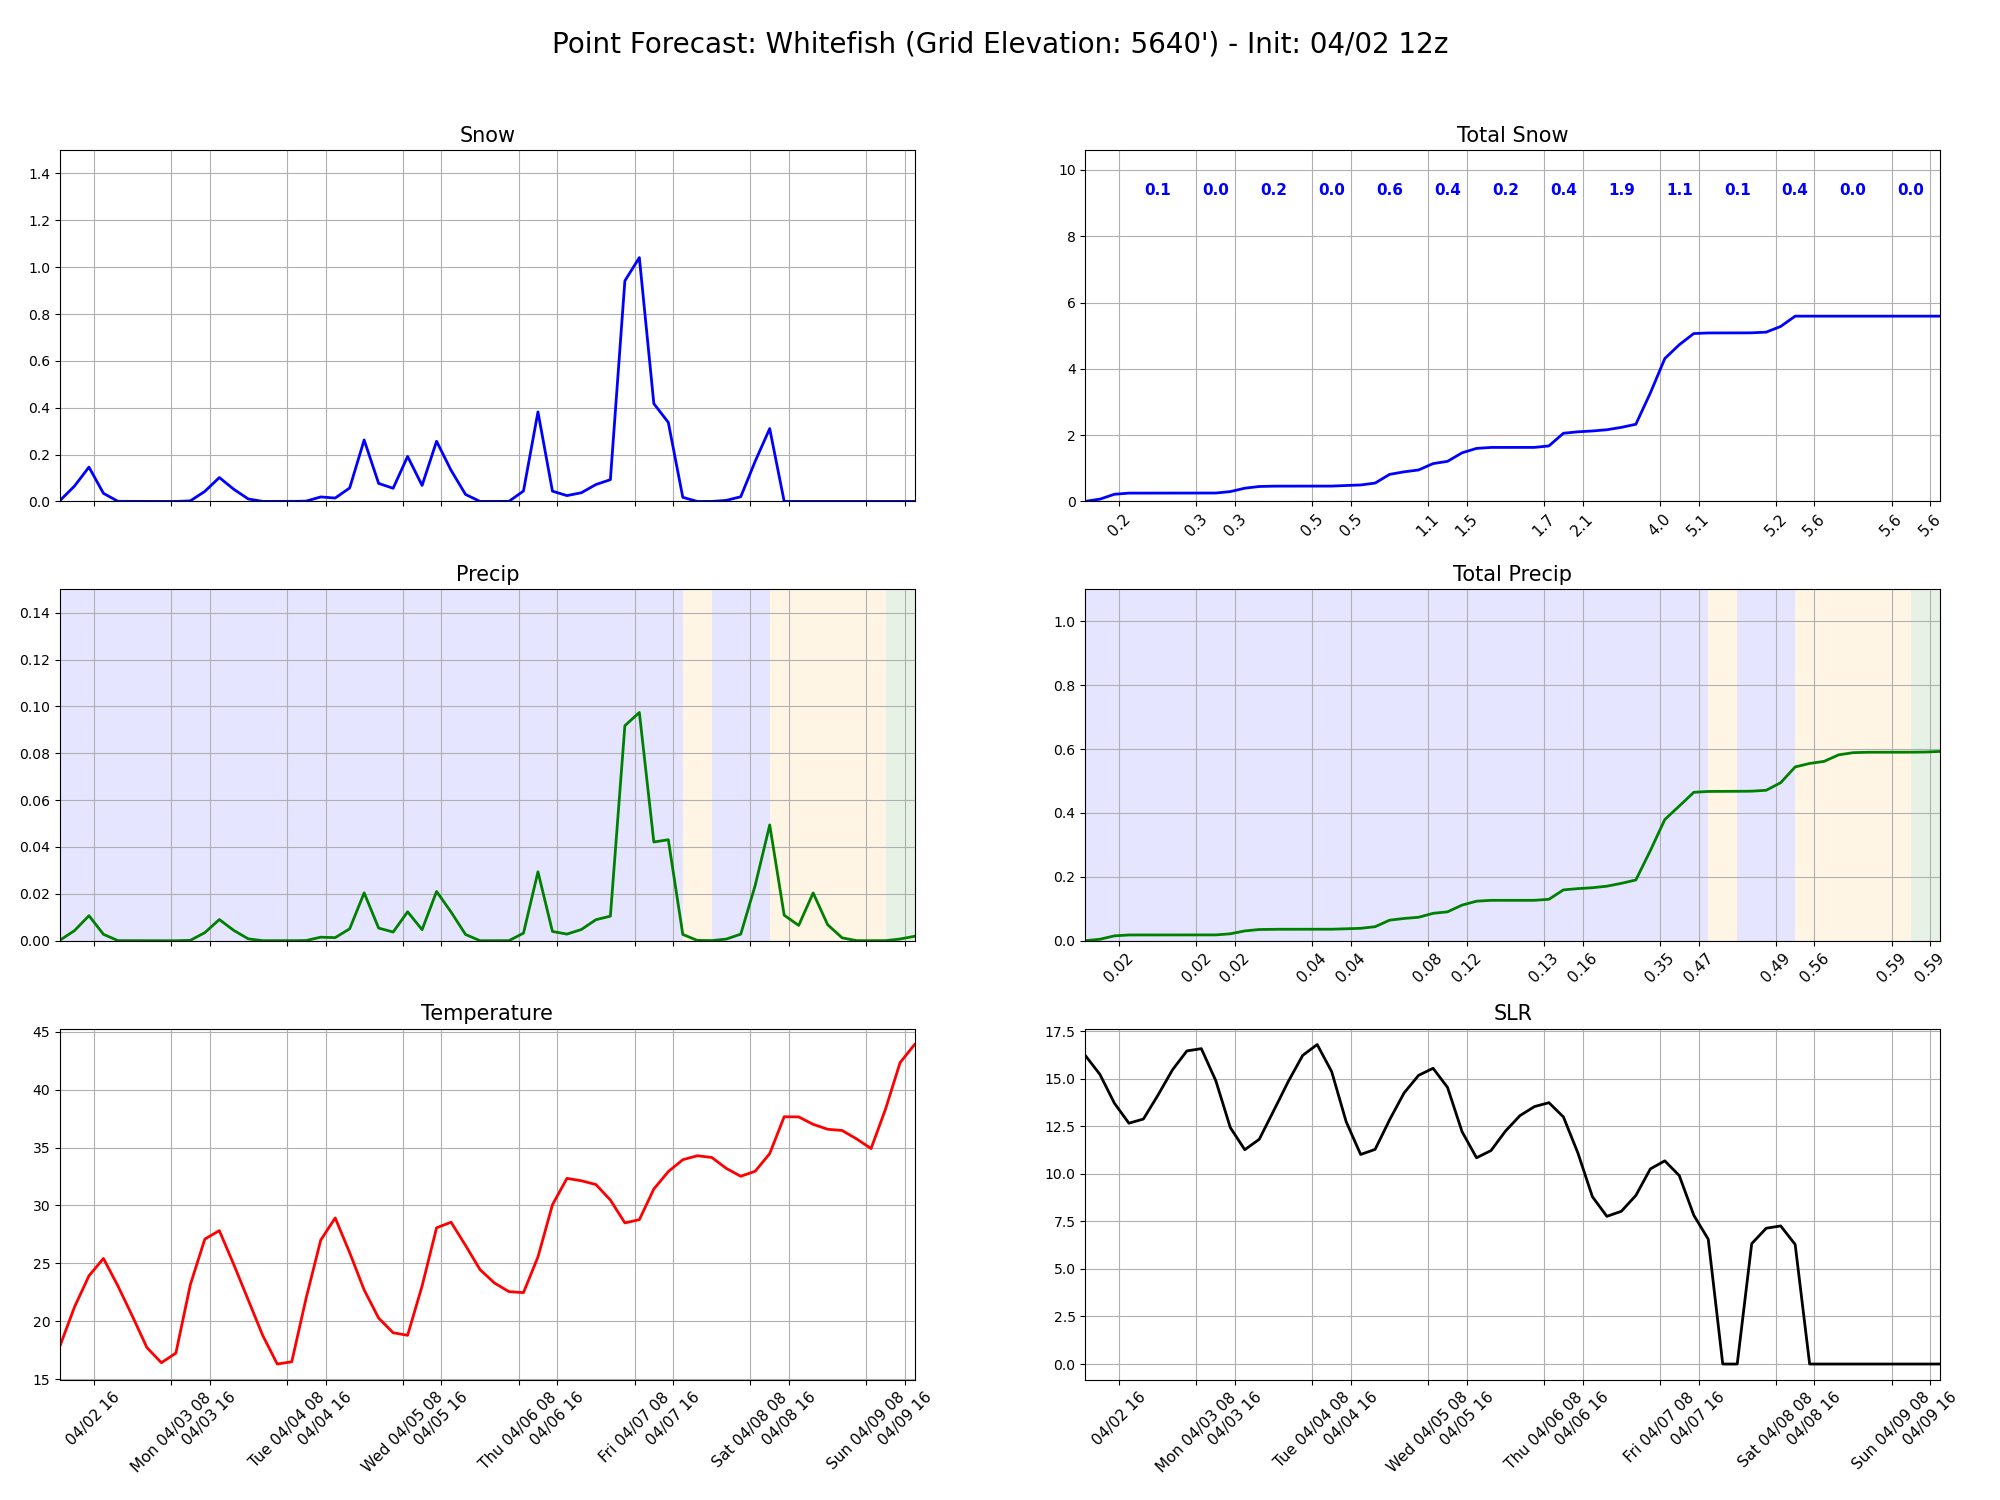 Point Forecast: Whitefish (Grid Elevation: 5640') - Init: 04/02 12z
Snow
1.4
1.2
1.0
0.8
0.6
0.4
0.2
0.0
Total Snow
10
8
6
4
2
0
0.1 0.0 0.2 0.0 0.6 0.4 0.2 0.4 1.9 1.1 0.1 0.4 0.0 0.0
0.2 0.3 0.3 0.5 0.5 1.1 1.5 1.7 2.1 4.0 5.1 5.2 5.6 5.6 5.6
Precip
0.14
0.12
0.10
0.08
0.06
0.04
0.02
0.00
Total Precip
1.0
0.8
0.6
0.4
0.2
0.0
0.02 0.02 0.02 0.04 0.04 0.08 0.12 0.13 0.16 0.35 0.47 0.49 0.56 0.59 0.59
Temperature
45
40
35
30
25
20
15
04/02 16
Mon 04/03 08
04/03 16
Tue 04/04 08
04/04 16
Wed 04/05 08
04/05 16
Thu 04/06 08
04/06 16
Fri 04/07 08
04/07 16
Sat 04/08 08
04/08 16
Sun 04/09 08
04/09 16
SLR
17.5
15.0
12.5
10.0
7.5
5.0
2.5
0.0
04/02 16
Mon 04/03 08
04/03 16
Tue 04/04 08
04/04 16
Wed 04/05 08
04/05 16
Thu 04/06 08
04/06 16
Fri 04/07 08
04/07 16
Sat 04/08 08
04/08 16
Sun 04/09 08
04/09 16